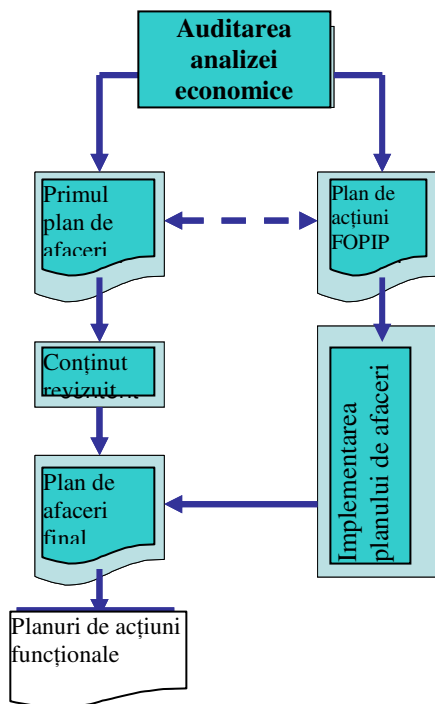 Auditarea
analizei
economice
Primul
plan de
afaceri
Plan de
acțiuni
FOPIP
Conținut
revizuit
Implementarea
planului de afaceri
Plan de
afaceri
final
Planuri de acțiuni
funcționale